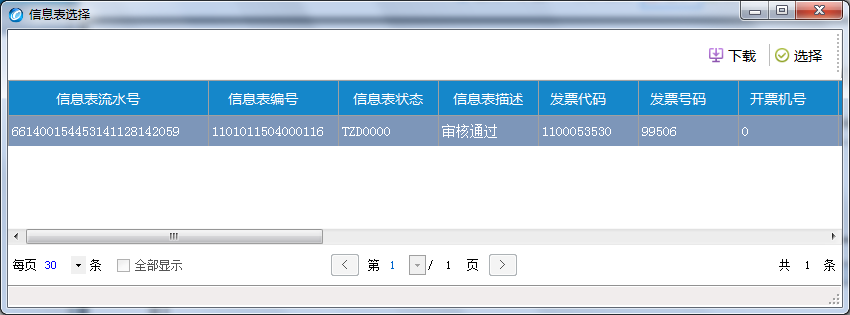 信息表选择
下载 选择
信息表流水号 信息表编号 信息表状态 信息表描述 发票代码 发票号码 开票机号
661400154453141128142059 1101011504000116 TZD0000 审核通过 1100053530 99506 0
每页 30 条 全部显示 第 1 / 1 页 共 1 条